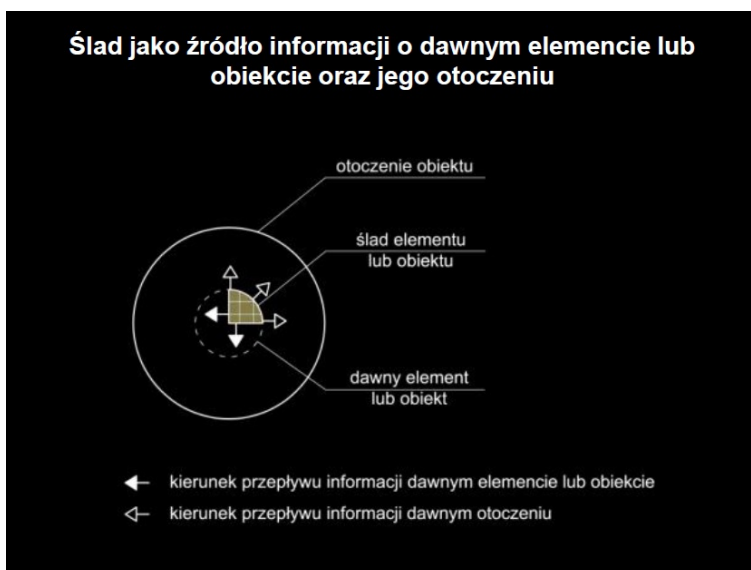 Ślad jako źródło informacji o dawnym elemencie lub
obiekcie oraz jego otoczeniu
otoczenie obiektu
ślad elementu
lub obiektu
dawny element
lub obiekt
kierunek przepływu informacji dawnym elemencie lub obiekcie
kierunek przepływu informacji dawnym otoczeniu